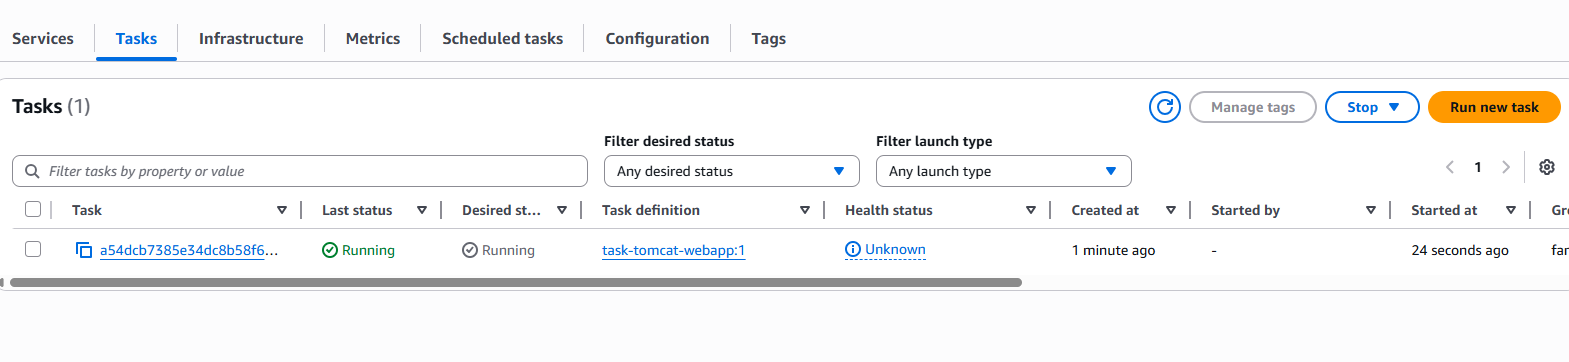 Services Tasks Infrastructure Metrics Scheduled tasks Configuration Tags
Tasks (1) Manage tags Stop Run new task
Filter desired status Filter launch type
Filter tasks by property or value Any desired status Any launch type 1
Task Last status Desired st... Task definition Health status Created at Started by Started at Gro
a54dcb7385e34dc8b58f6... Running Running task-tomcat-webapp:1 Unknown 1 minute ago - 24 seconds ago far